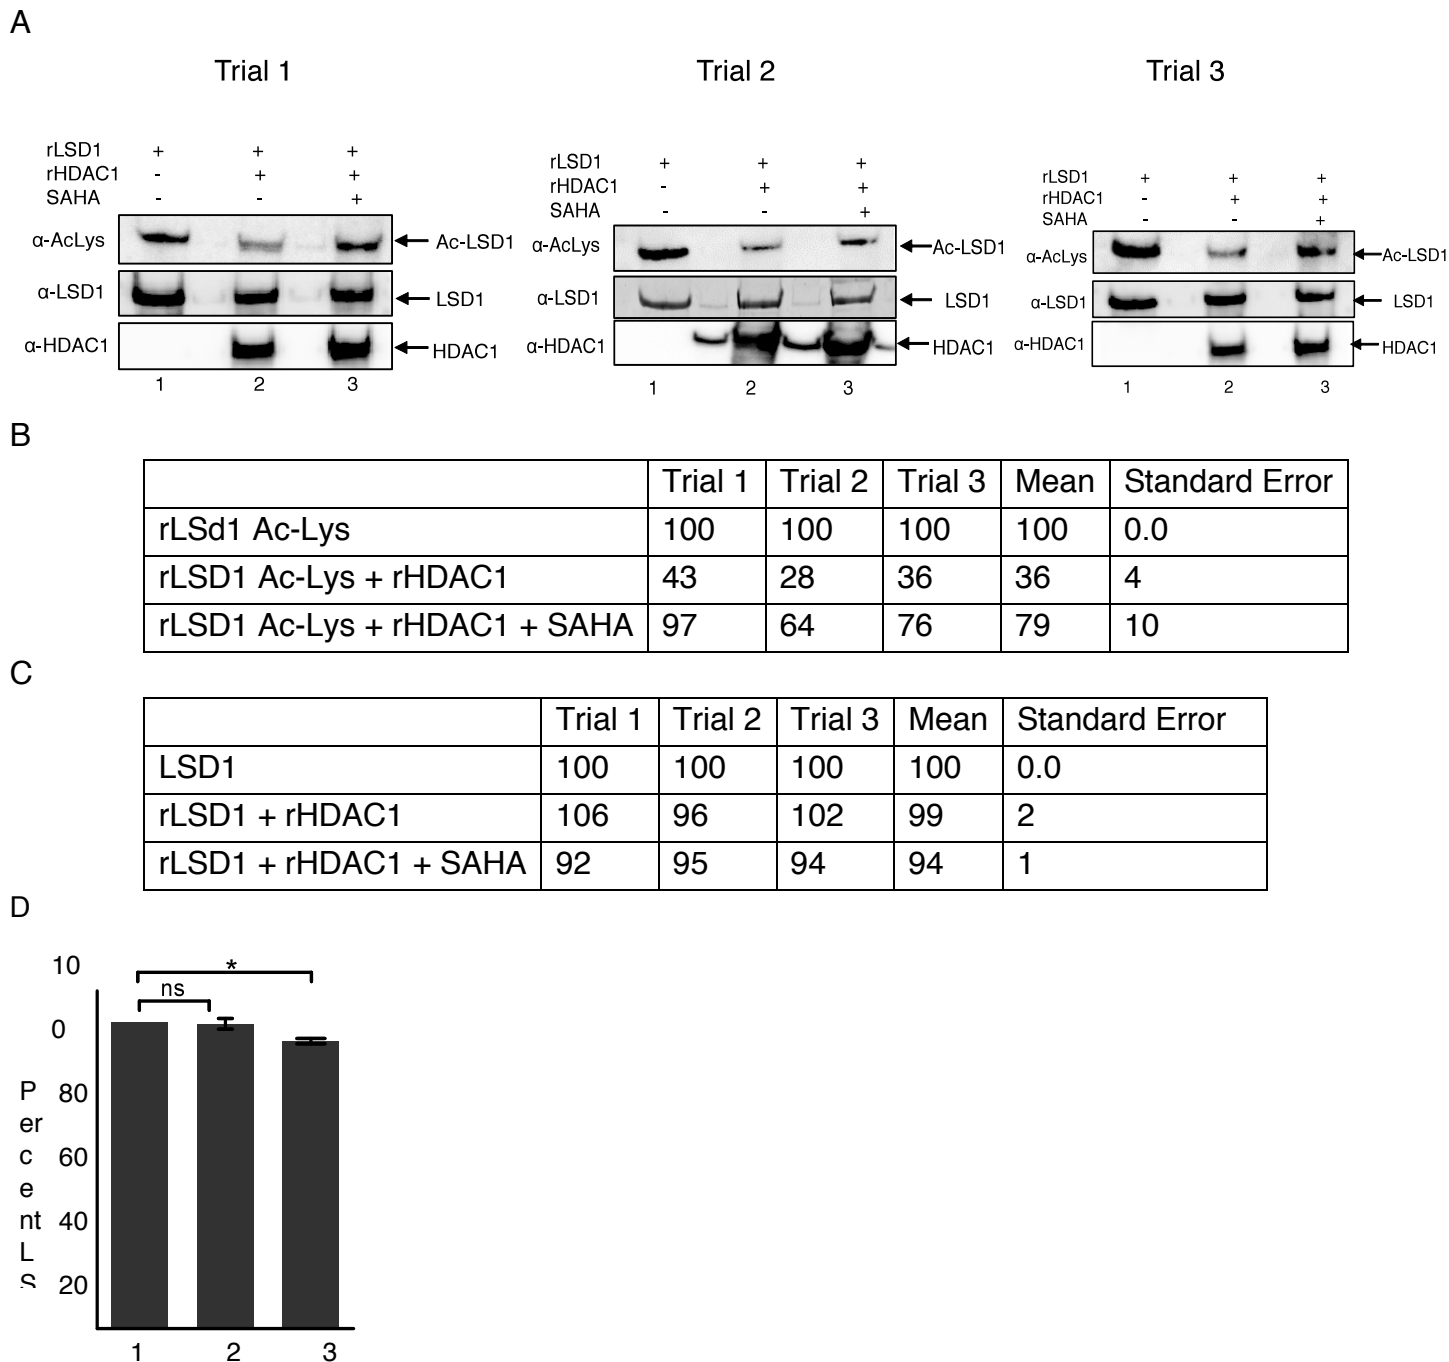 A
Trial 1
Trial 2
Trial 3
rLSD1 + + +
rHDAC1 - + +
SAHA - - +
α-AcLys Ac-LSD1
α-LSD1 LSD1
α-HDAC1 HDAC1
1 2 3
rLSD1 + + +
rHDAC1 - + +
SAHA - - +
α-AcLys Ac-LSD1
α-LSD1 LSD1
α-HDAC1 HDAC1
1 2 3
rLSD1 + + +
rHDAC1 - + +
SAHA - - +
α-AcLys Ac-LSD1
α-LSD1 LSD1
α-HDAC1 HDAC1
1 2 3
B
Trial 1 Trial 2 Trial 3 Mean Standard Error
rLSd1 Ac-Lys 100 100 100 100 0.0
rLSD1 Ac-Lys + rHDAC1 43 28 36 36 4
rLSD1 Ac-Lys + rHDAC1 + SAHA 97 64 76 79 10
C
Trial 1 Trial 2 Trial 3 Mean Standard Error
LSD1 100 100 100 100 0.0
rLSD1 + rHDAC1 106 96 102 99 2
rLSD1 + rHDAC1 + SAHA 92 95 94 94 1
D
10
*
ns
0
80
60
40
20
P
er
c
e
nt
L
S
1 2 3